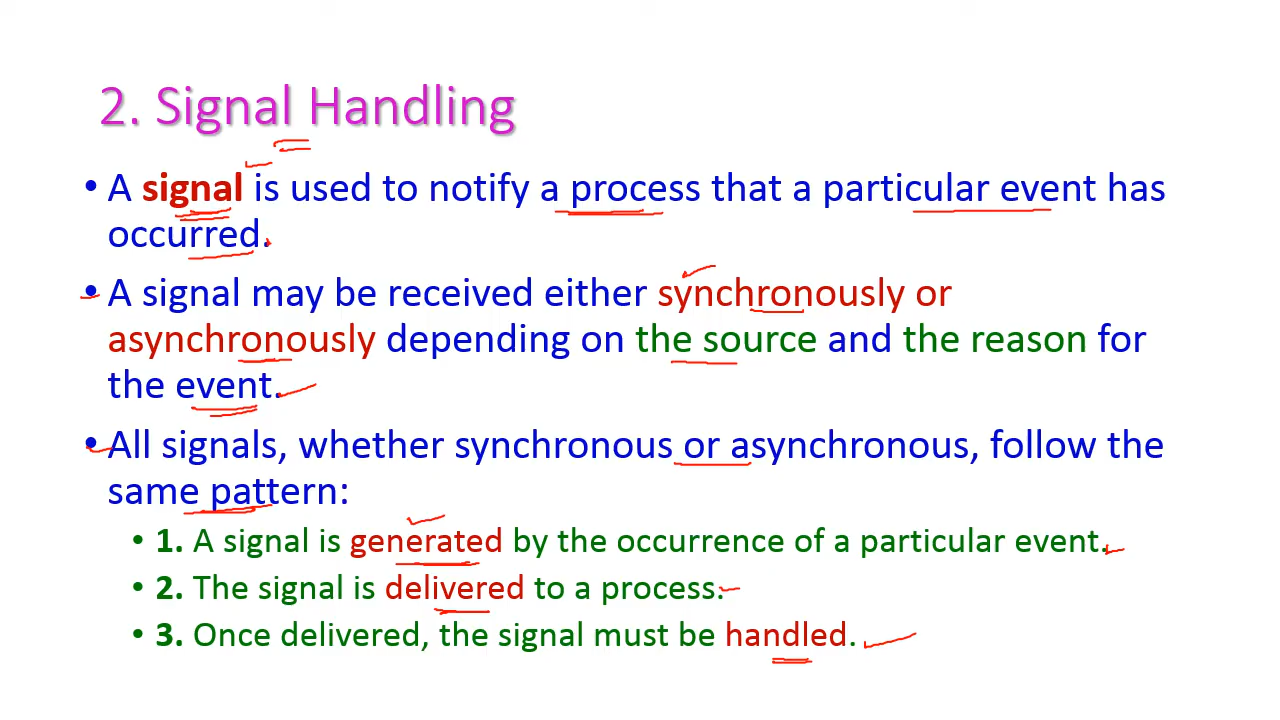 2. Signal Handling
• A signal is used to notify a process that a particular event has
occurred.
• A signal may be received either synchronously or
asynchronously depending on the source and the reason for
the event.
• All signals, whether synchronous or asynchronous, follow the
same pattern:
• 1. A signal is generated by the occurrence of a particular event.
• 2. The signal is delivered to a process.
• 3. Once delivered, the signal must be handled.